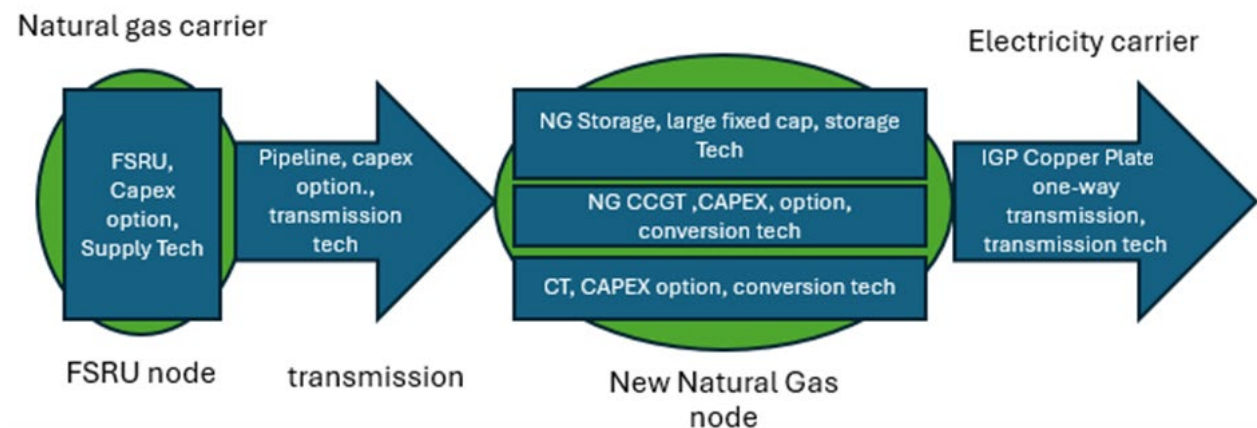 Natural gas carrier
Electricity carrier
FSRU,
Capex
option,
Supply Tech
Pipeline, capex
option.,
transmission
tech
NG Storage, large fixed cap, storage
Tech
NG CCGT ,CAPEX, option,
conversion tech
CT, CAPEX option, conversion tech
IGP Copper Plate
one-way
transmission,
transmission tech
FSRU node
transmission
New Natural Gas
node